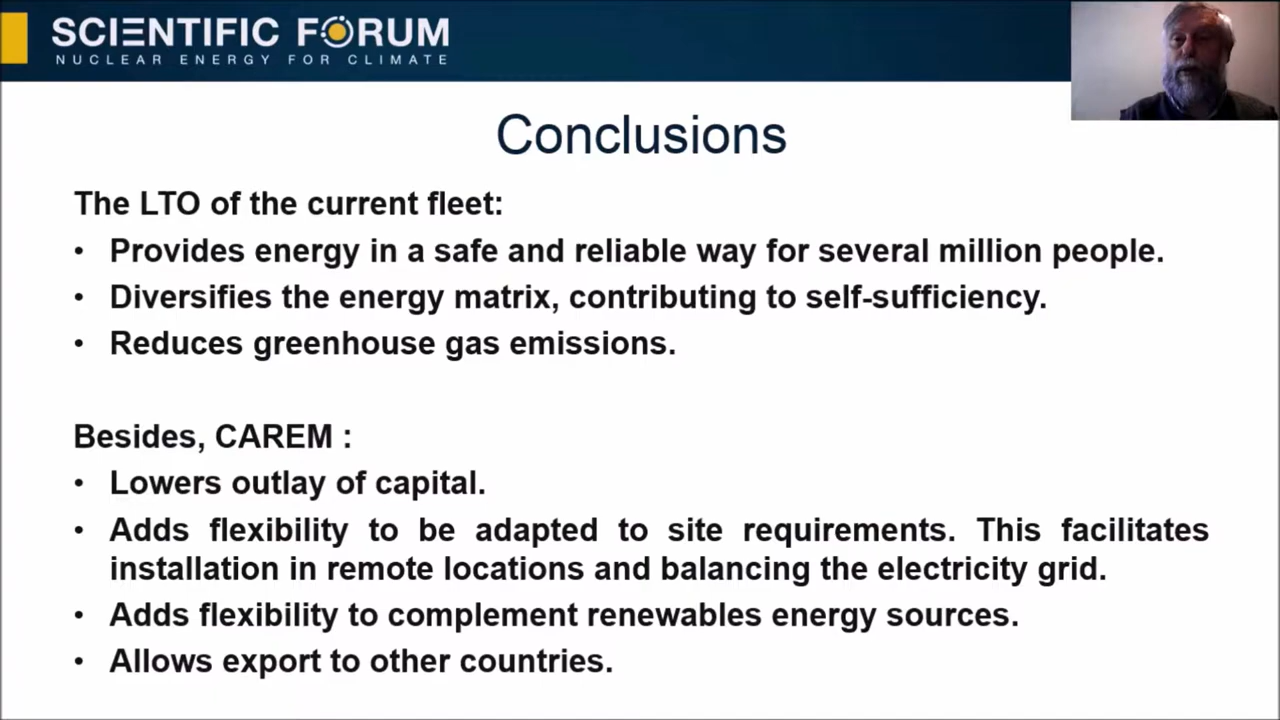 SCIENTIFIC FORUM
NUCLEAR ENERGY FOR CLIMATE
Conclusions
The LTO of the current fleet:
• Provides energy in a safe and reliable way for several million people.
• Diversifies the energy matrix, contributing to self-sufficiency.
• Reduces greenhouse gas emissions.
Besides, CAREM :
• Lowers outlay of capital.
• Adds flexibility to be adapted to site requirements. This facilitates
installation in remote locations and balancing the electricity grid.
• Adds flexibility to complement renewables energy sources.
• Allows export to other countries.